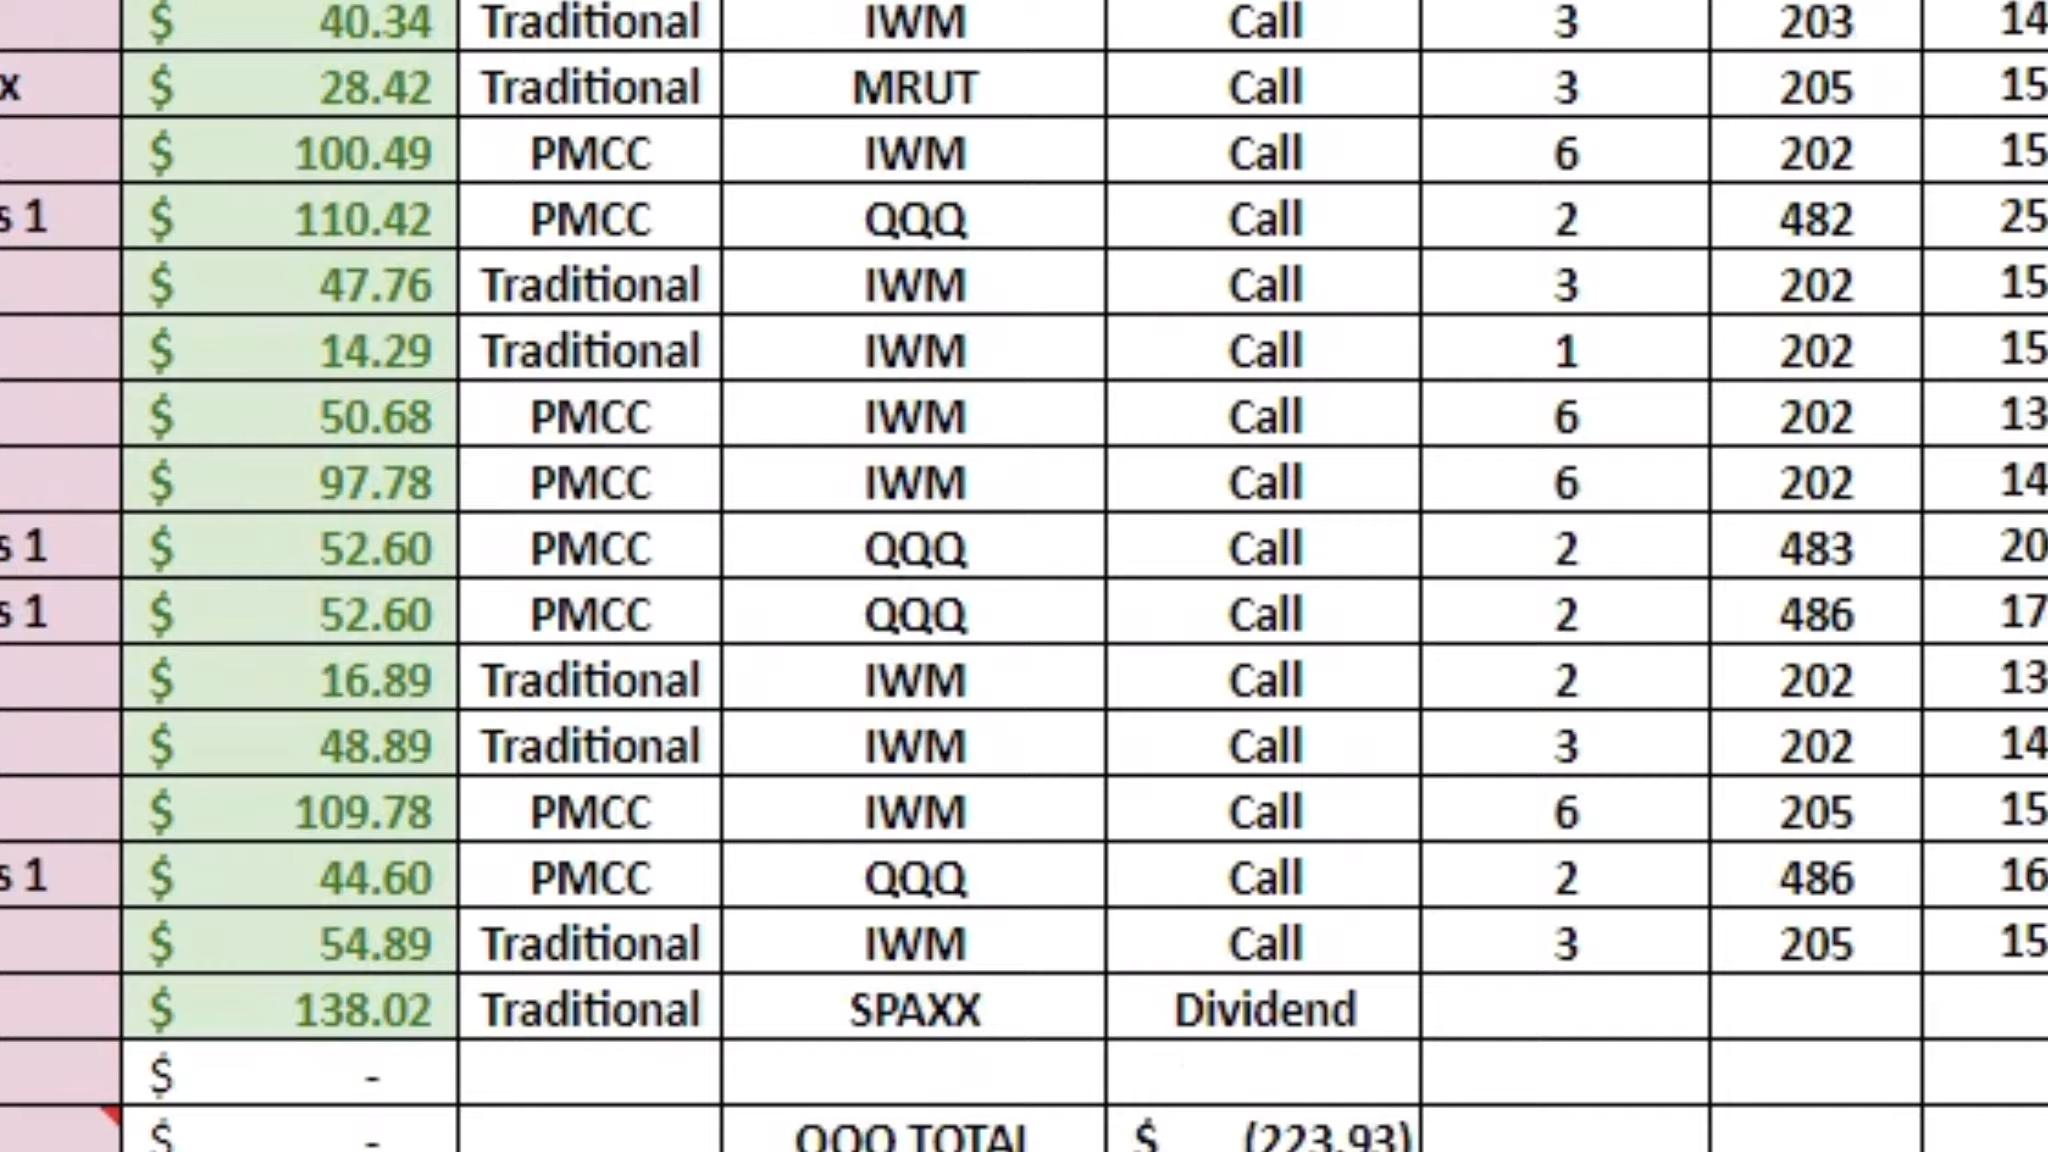 $ 40.34 Traditional IWM Call 3 203 14
x $ 28.42 Traditional MRUT Call 3 205 15
$ 100.49 PMCC IWM Call 6 202 15
s 1 $ 110.42 PMCC QQQ Call 2 482 25
$ 47.76 Traditional IWM Call 3 202 15
$ 14.29 Traditional IWM Call 1 202 15
$ 50.68 PMCC IWM Call 6 202 13
$ 97.78 PMCC IWM Call 6 202 14
s 1 $ 52.60 PMCC QQQ Call 2 483 20
s 1 $ 52.60 PMCC QQQ Call 2 486 17
$ 16.89 Traditional IWM Call 2 202 13
$ 48.89 Traditional IWM Call 3 202 14
$ 109.78 PMCC IWM Call 6 205 15
s 1 $ 44.60 PMCC QQQ Call 2 486 16
$ 54.89 Traditional IWM Call 3 205 15
$ 138.02 Traditional SPAXX Dividend
$ -
$ - QQQ TOTAL $ (223.93)